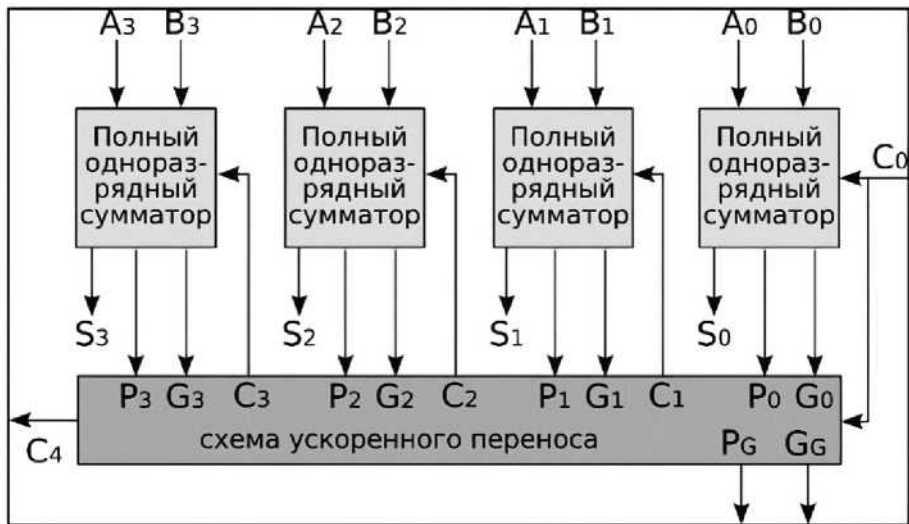 A3 B3 A2 B2 A1 B1 A0 B0
Полный
одноразрядный
сумматор
Полный
однораз-
рядный
сумматор
Полный
однораз-
рядный
сумматор
Полный
однораз-
рядный
сумматор
C0
S3 S2 S1 S0
P3 G3 C3 P2 G2 C2 P1 G1 C1 P0 G0
C4
схема ускоренного переноса
PG GG